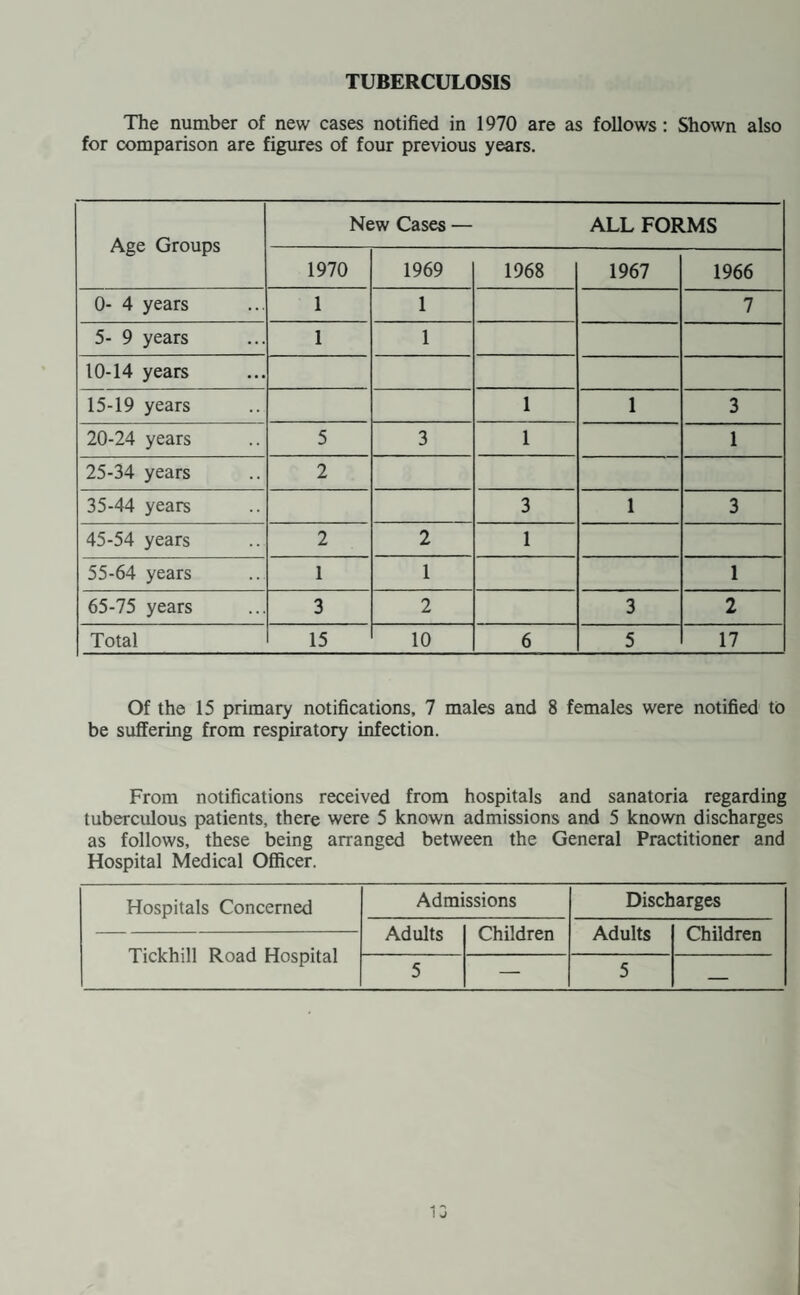 TUBERCULOSIS
The number of new cases notified in 1970 are as follows : Shown also
for comparison are figures of four previous years.
Age Groups New Cases — ALL FORMS
1970 1969 1968 1967 1966
0- 4 years ... 1 1 7
5- 9 years ... 1 1
10-14 years ...
15-19 years .. 1 1 3
20-24 years .. 5 3 1 1
25-34 years .. 2
35-44 years .. 3 1 3
45-54 years .. 2 2 1
55-64 years .. 1 1 1
65-75 years ... 3 2 3 2
Total 15 10 6 5 17
Of the 15 primary notifications, 7 males and 8 females were notified to
be suffering from respiratory infection.
From notifications received from hospitals and sanatoria regarding
tuberculous patients, there were 5 known admissions and 5 known discharges
as follows, these being arranged between the General Practitioner and
Hospital Medical Officer.
Hospitals Concerned Admissions Discharges
Adults Children Adults Children
Tickhill Road Hospital 5 — 5 —
13